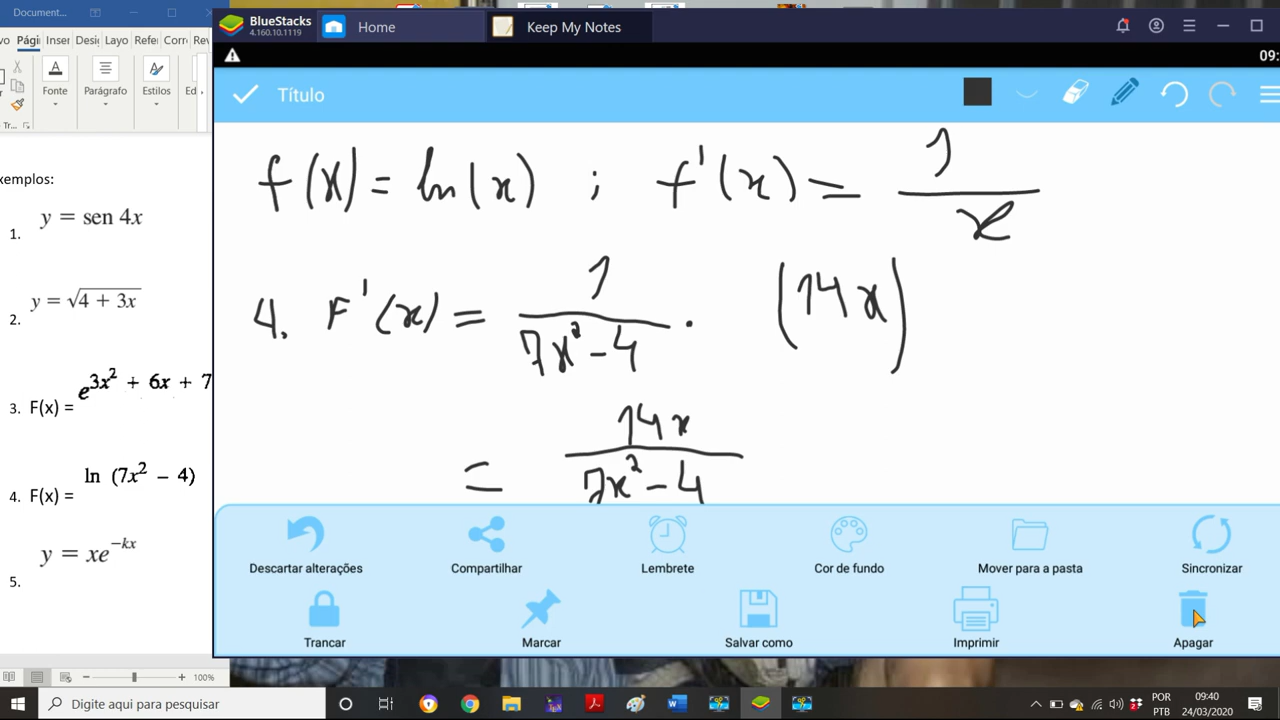 Document...
BlueStacks
4.160.10.1119
Home
Keep My Notes
Pági
Inser
Desi
Layo
Refe
Corr
Rev
09:
Fonte
Parágrafo
Estilos
Ed
Título
f(x) = ln(x) ; f'(x) = 1/x
4. F'(x) = 1/(7x² - 4) . (14x)
= 14x/(7x² - 4)
xemplos:
1. y = sen 4x
2. y = √4 + 3x
3. F(x) = e^3x² + 6x + 7
4. F(x) = ln (7x² – 4)
5. y = xe^–kx
Descartar alterações
Compartilhar
Lembrete
Cor de fundo
Mover para a pasta
Sincronizar
Trancar
Marcar
Salvar como
Imprimir
Apagar
100%
Digite aqui para pesquisar
POR
PTB
09:40
24/03/2020